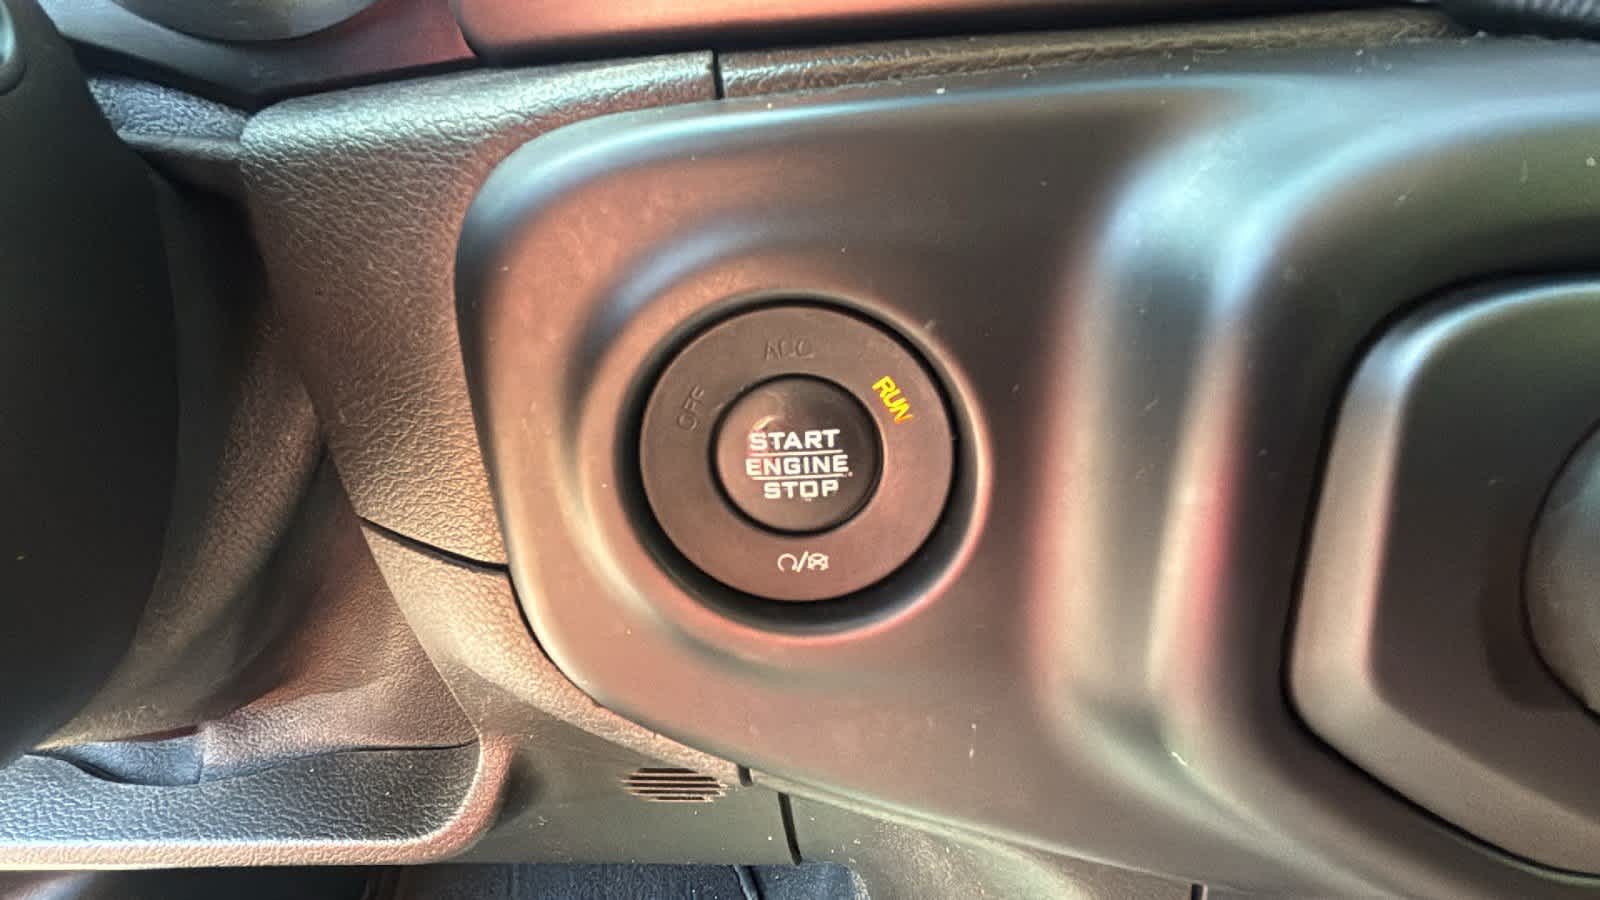 ACC
OFF
RUN
START
ENGINE
STOP